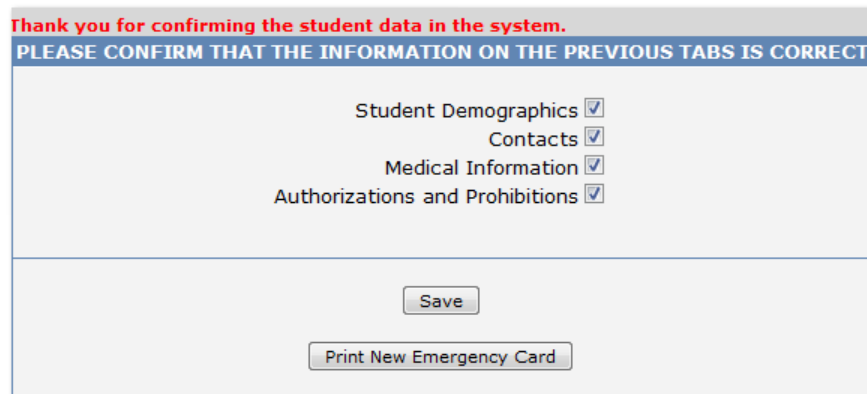 Thank you for confirming the student data in the system.
PLEASE CONFIRM THAT THE INFORMATION ON THE PREVIOUS TABS IS CORRECT
Student Demographics
Contacts
Medical Information
Authorizations and Prohibitions
Save
Print New Emergency Card